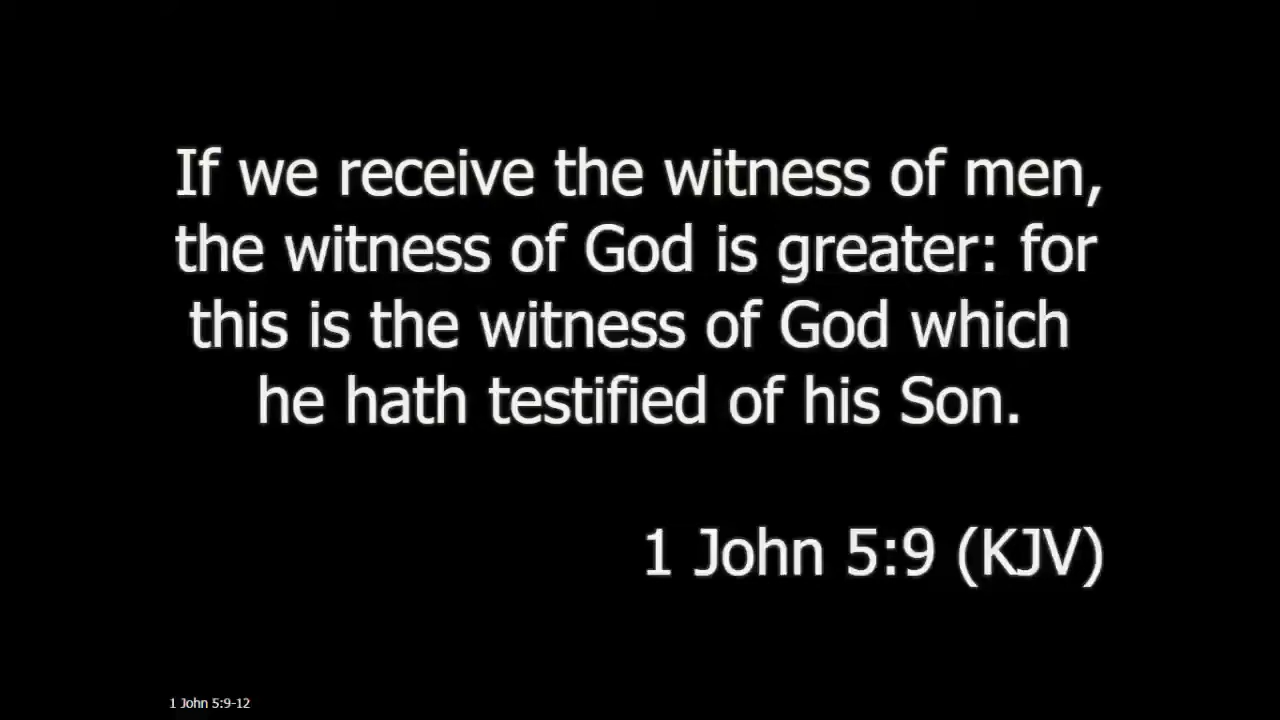 If we receive the witness of men,
the witness of God is greater: for
this is the witness of God which
he hath testified of his Son.
1 John 5:9 (KJV)
1 John 5:9-12